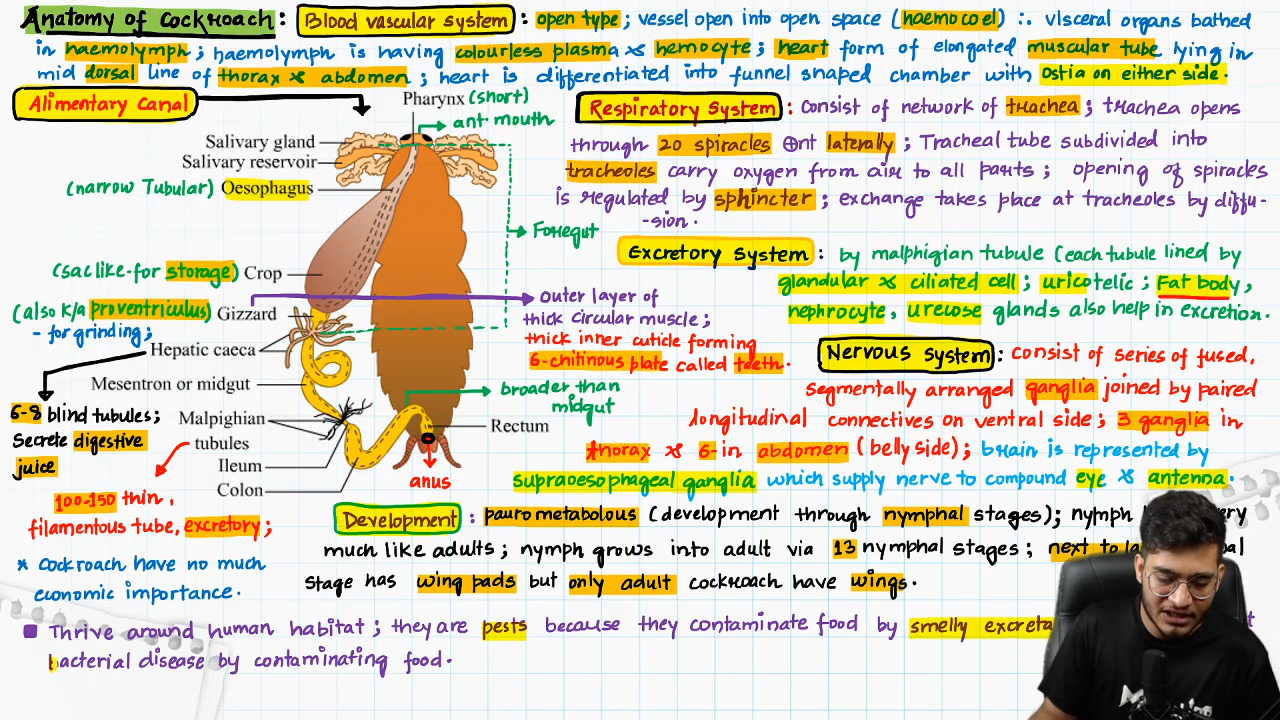 Anatomy of Cockroach : Blood vascular system : open type ; vessel open into open space (haemocoel) ∴ visceral organs bathed
in haemolymph ; haemolymph is having colourless plasma & hemocyte ; heart form of elongated muscular tube lying in
mid dorsal line of thorax & abdomen ; heart is differentiated into funnel shaped chamber with Ostia on either side.
Alimentary Canal
Pharynx (short)
ant. mouth
Salivary gland
Salivary reservoir
(narrow Tubular) Oesophagus
Foregut
(saclike-for storage) Crop
(also k/a proventriculus) Gizzard
- for grinding;
Hepatic caeca
Mesentron or midgut
6-8 blind tubules;
Secrete digestive
juice
Malpighian
tubules
Ileum
Colon
100-150 thin,
filamentous tube, excretory ;
Outer layer of
thick circular muscle ;
thick inner cuticle forming
6-chitinous plate called teeth.
broader than
midgut
Rectum
anus
Respiratory System : Consist of network of trachea ; trachea opens
through 20 spiracles ⊕nt laterally ; Tracheal tube subdivided into
tracheoles carry oxygen from air to all parts ; opening of spiracles
is regulated by sphincter ; exchange takes place at tracheoles by diffu-
-sion.
Excretory System : by malphigian tubule (each tubule lined by
glandular & ciliated cell ; uricotelic ; Fat body,
nephrocyte, urecose glands also help in excretion.
Nervous System : Consist of series of fused,
segmentally arranged ganglia joined by paired
longitudinal connectives on ventral side ; 3 ganglia in
thorax & 6-in abdomen (belly side) ; brain is represented by
supraoesophageal ganglia which supply nerve to compound eye & antenna.
Development : paurometabolous (development through nymphal stages) ; nymph
much like adults ; nymph grows into adult via 13 nymphal stages ; next to
stage has wing pads but only adult cockroach have wings.
* Cockroach have no much
economic importance.
Thrive around human habitat ; they are pests because they contaminate food by smelly excreta
bacterial disease by contaminating food.